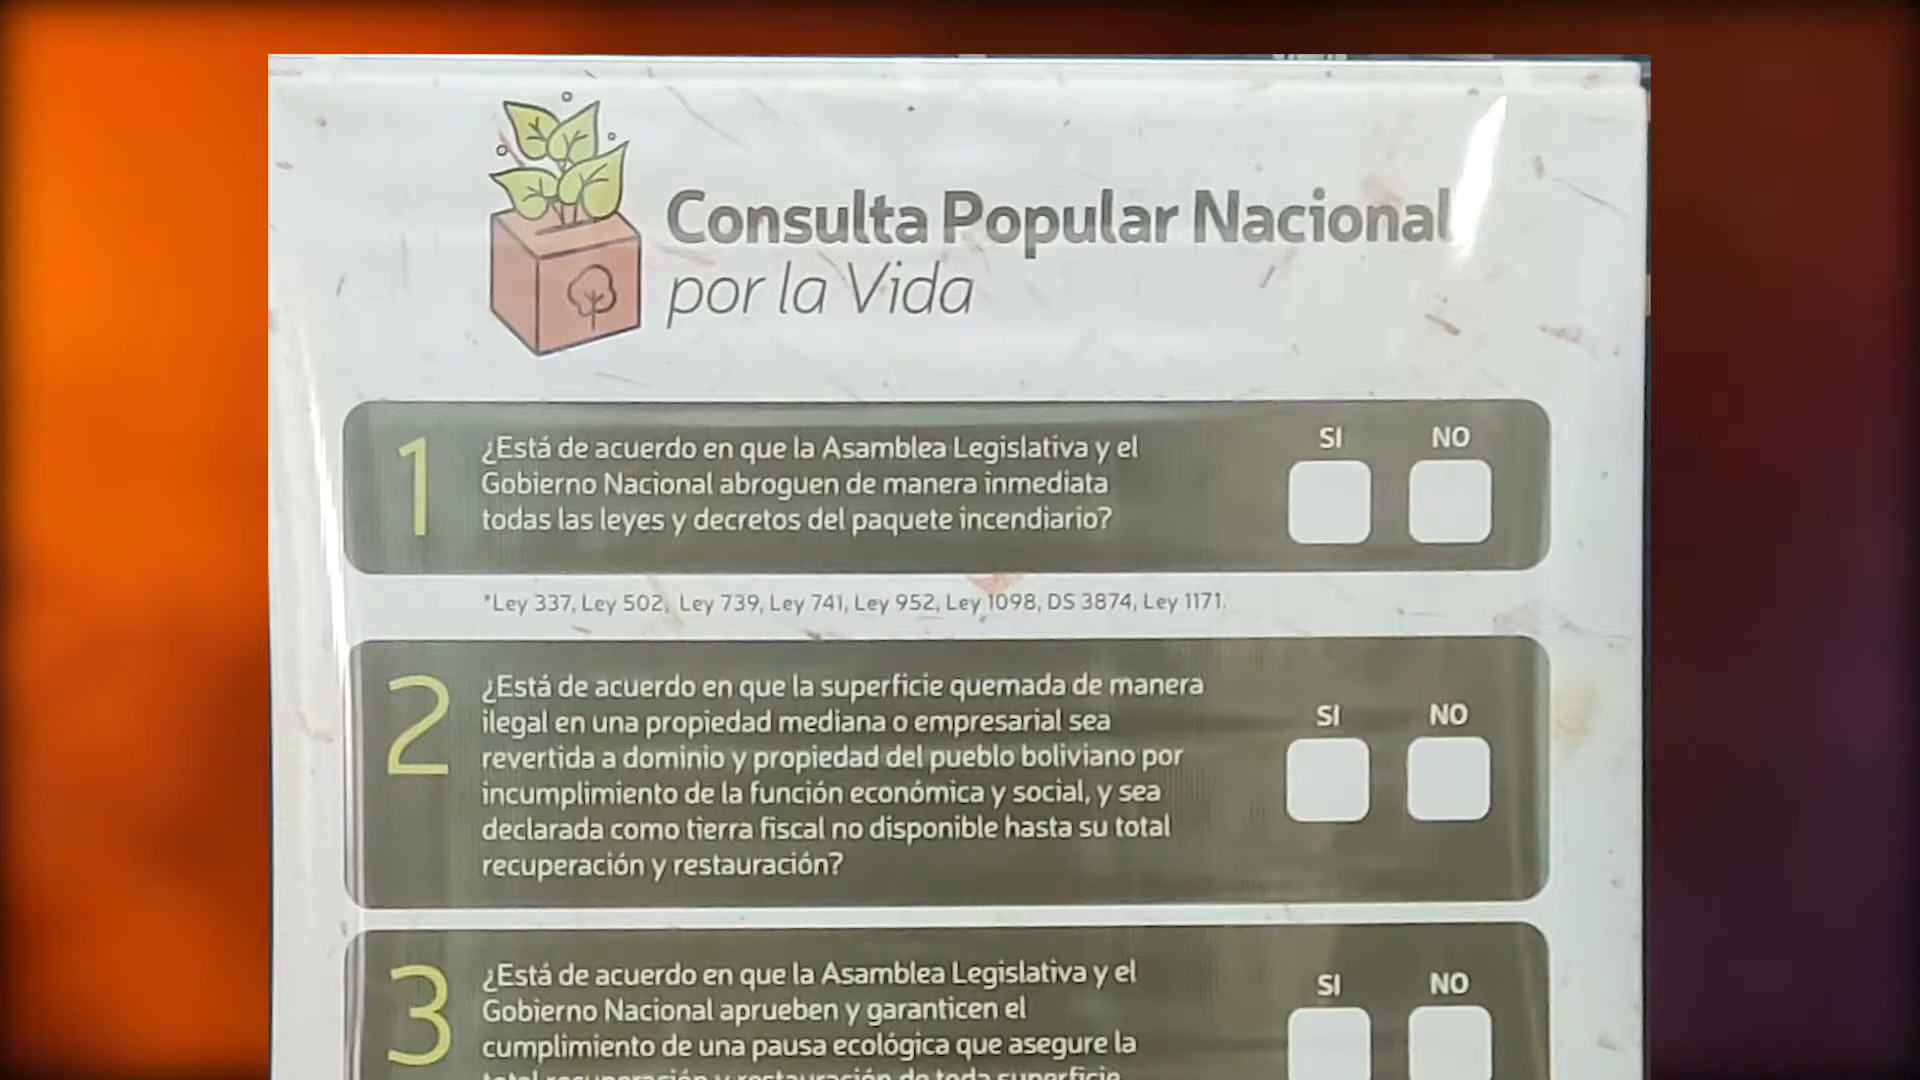 Consulta Popular Nacional
por la Vida
1
¿Está de acuerdo en que la Asamblea Legislativa y el
Gobierno Nacional abroguen de manera inmediata
todas las leyes y decretos del paquete incendiario?
SI NO
*Ley 337, Ley 502, Ley 739, Ley 741, Ley 952, Ley 1098, DS 3874, Ley 1171.
2
¿Está de acuerdo en que la superficie quemada de manera
ilegal en una propiedad mediana o empresarial sea
revertida a dominio y propiedad del pueblo boliviano por
incumplimiento de la función económica y social, y sea
declarada como tierra fiscal no disponible hasta su total
recuperación y restauración?
SI NO
3
¿Está de acuerdo en que la Asamblea Legislativa y el
Gobierno Nacional aprueben y garanticen el
cumplimiento de una pausa ecológica que asegure la
total recuperación y restauración de toda superficie
SI NO